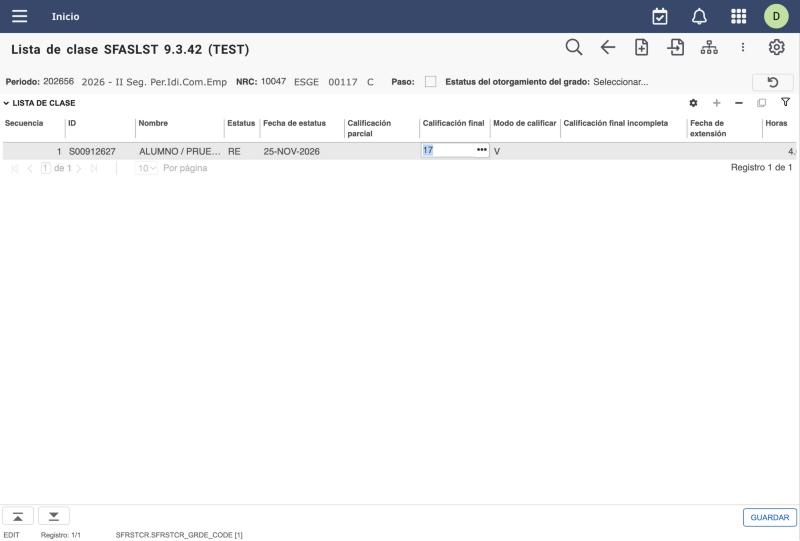 Inicio
D
Lista de clase SFASLST 9.3.42 (TEST)
Periodo: 202656 2026 - II Seg. Per.Idi.Com.Emp NRC: 10047 ESGE 00117 C Paso: Estatus del otorgamiento del grado: Seleccionar...
LISTA DE CLASE
Secuencia ID Nombre Estatus Fecha de estatus Calificación parcial Calificación final Modo de calificar Calificación final incompleta Fecha de extensión Horas
1 S00912627 ALUMNO / PRUE... RE 25-NOV-2026 17 ••• V 4.
1 de 1 10 Por página Registro 1 de 1
GUARDAR
EDIT Registro: 1/1 SFRSTCR.SFRSTCR_GRDE_CODE [1]